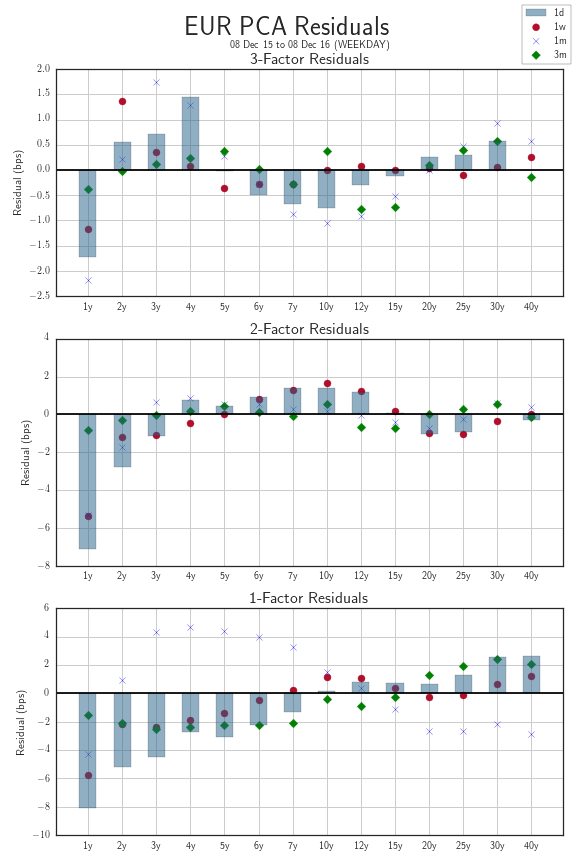 EUR PCA Residuals
08 Dec 15 to 08 Dec 16 (WEEKDAY)
1d
1w
1m
3m
3-Factor Residuals
Residual (bps)
2.0
1.5
1.0
0.5
0.0
−0.5
−1.0
−1.5
−2.0
−2.5
1y 2y 3y 4y 5y 6y 7y 10y 12y 15y 20y 25y 30y 40y
2-Factor Residuals
Residual (bps)
4
2
0
−2
−4
−6
−8
1y 2y 3y 4y 5y 6y 7y 10y 12y 15y 20y 25y 30y 40y
1-Factor Residuals
Residual (bps)
6
4
2
0
−2
−4
−6
−8
−10
1y 2y 3y 4y 5y 6y 7y 10y 12y 15y 20y 25y 30y 40y